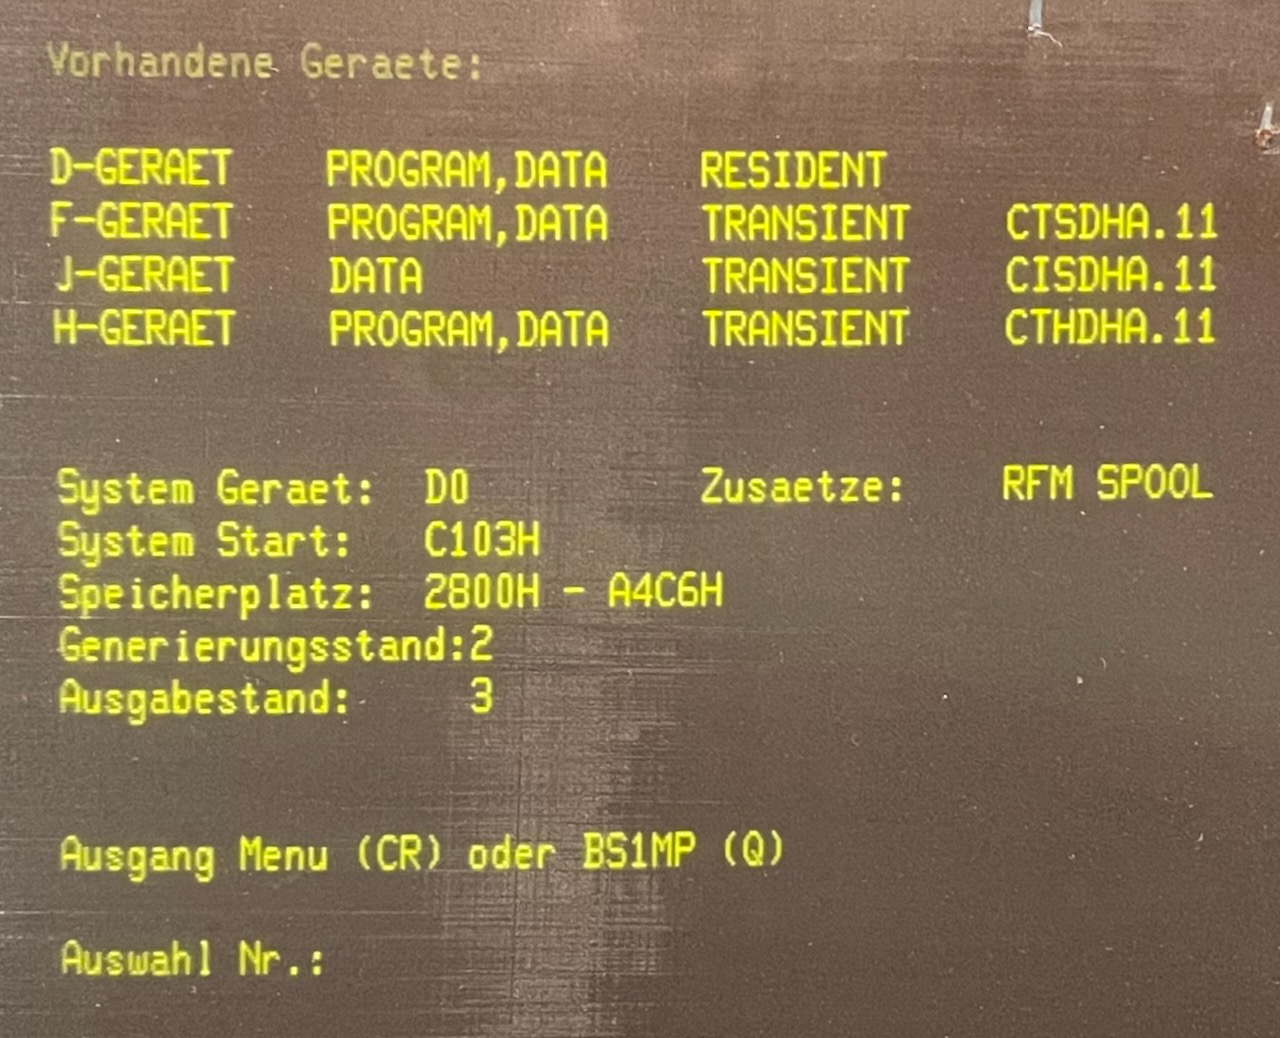 Vorhandene Geraete:
D-GERAET PROGRAM,DATA RESIDENT
F-GERAET PROGRAM,DATA TRANSIENT CTSDHA.11
J-GERAET DATA TRANSIENT CISDHA.11
H-GERAET PROGRAM,DATA TRANSIENT CTHDHA.11
System Geraet: D0 Zusaetze: RFM SPOOL
System Start: C103H
Speicherplatz: 2800H - A4C6H
Generierungsstand:2
Ausgabestand: 3
Ausgang Menu (CR) oder BS1MP (Q)
Auswahl Nr.: